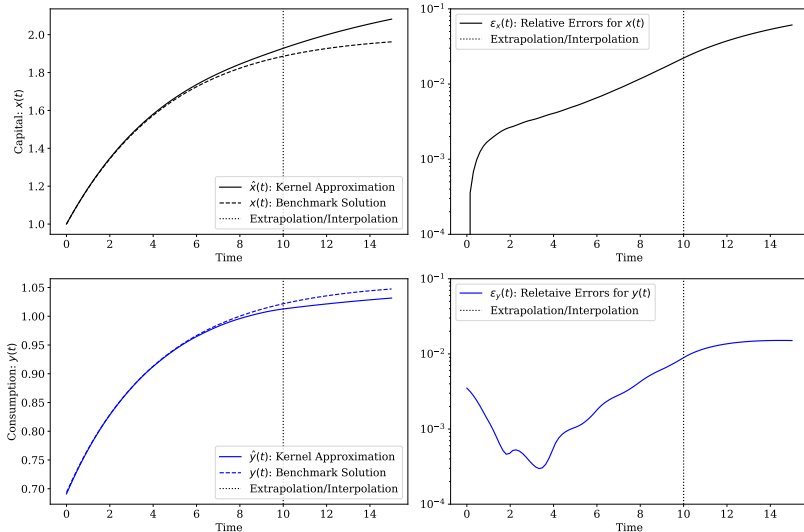 2.0
1.8
1.6
1.4
1.2
1.0
Capital: x(t)
x̂(t): Kernel Approximation
x(t): Benchmark Solution
Extrapolation/Interpolation
0 2 4 6 8 10 12 14
Time
10⁻¹
10⁻²
10⁻³
10⁻⁴
εₓ(t): Relative Errors for x(t)
Extrapolation/Interpolation
0 2 4 6 8 10 12 14
Time
1.05
1.00
0.95
0.90
0.85
0.80
0.75
0.70
Consumption: y(t)
ŷ(t): Kernel Approximation
y(t): Benchmark Solution
Extrapolation/Interpolation
0 2 4 6 8 10 12 14
Time
10⁻¹
10⁻²
10⁻³
10⁻⁴
ε_y(t): Reletaive Errors for y(t)
Extrapolation/Interpolation
0 2 4 6 8 10 12 14
Time